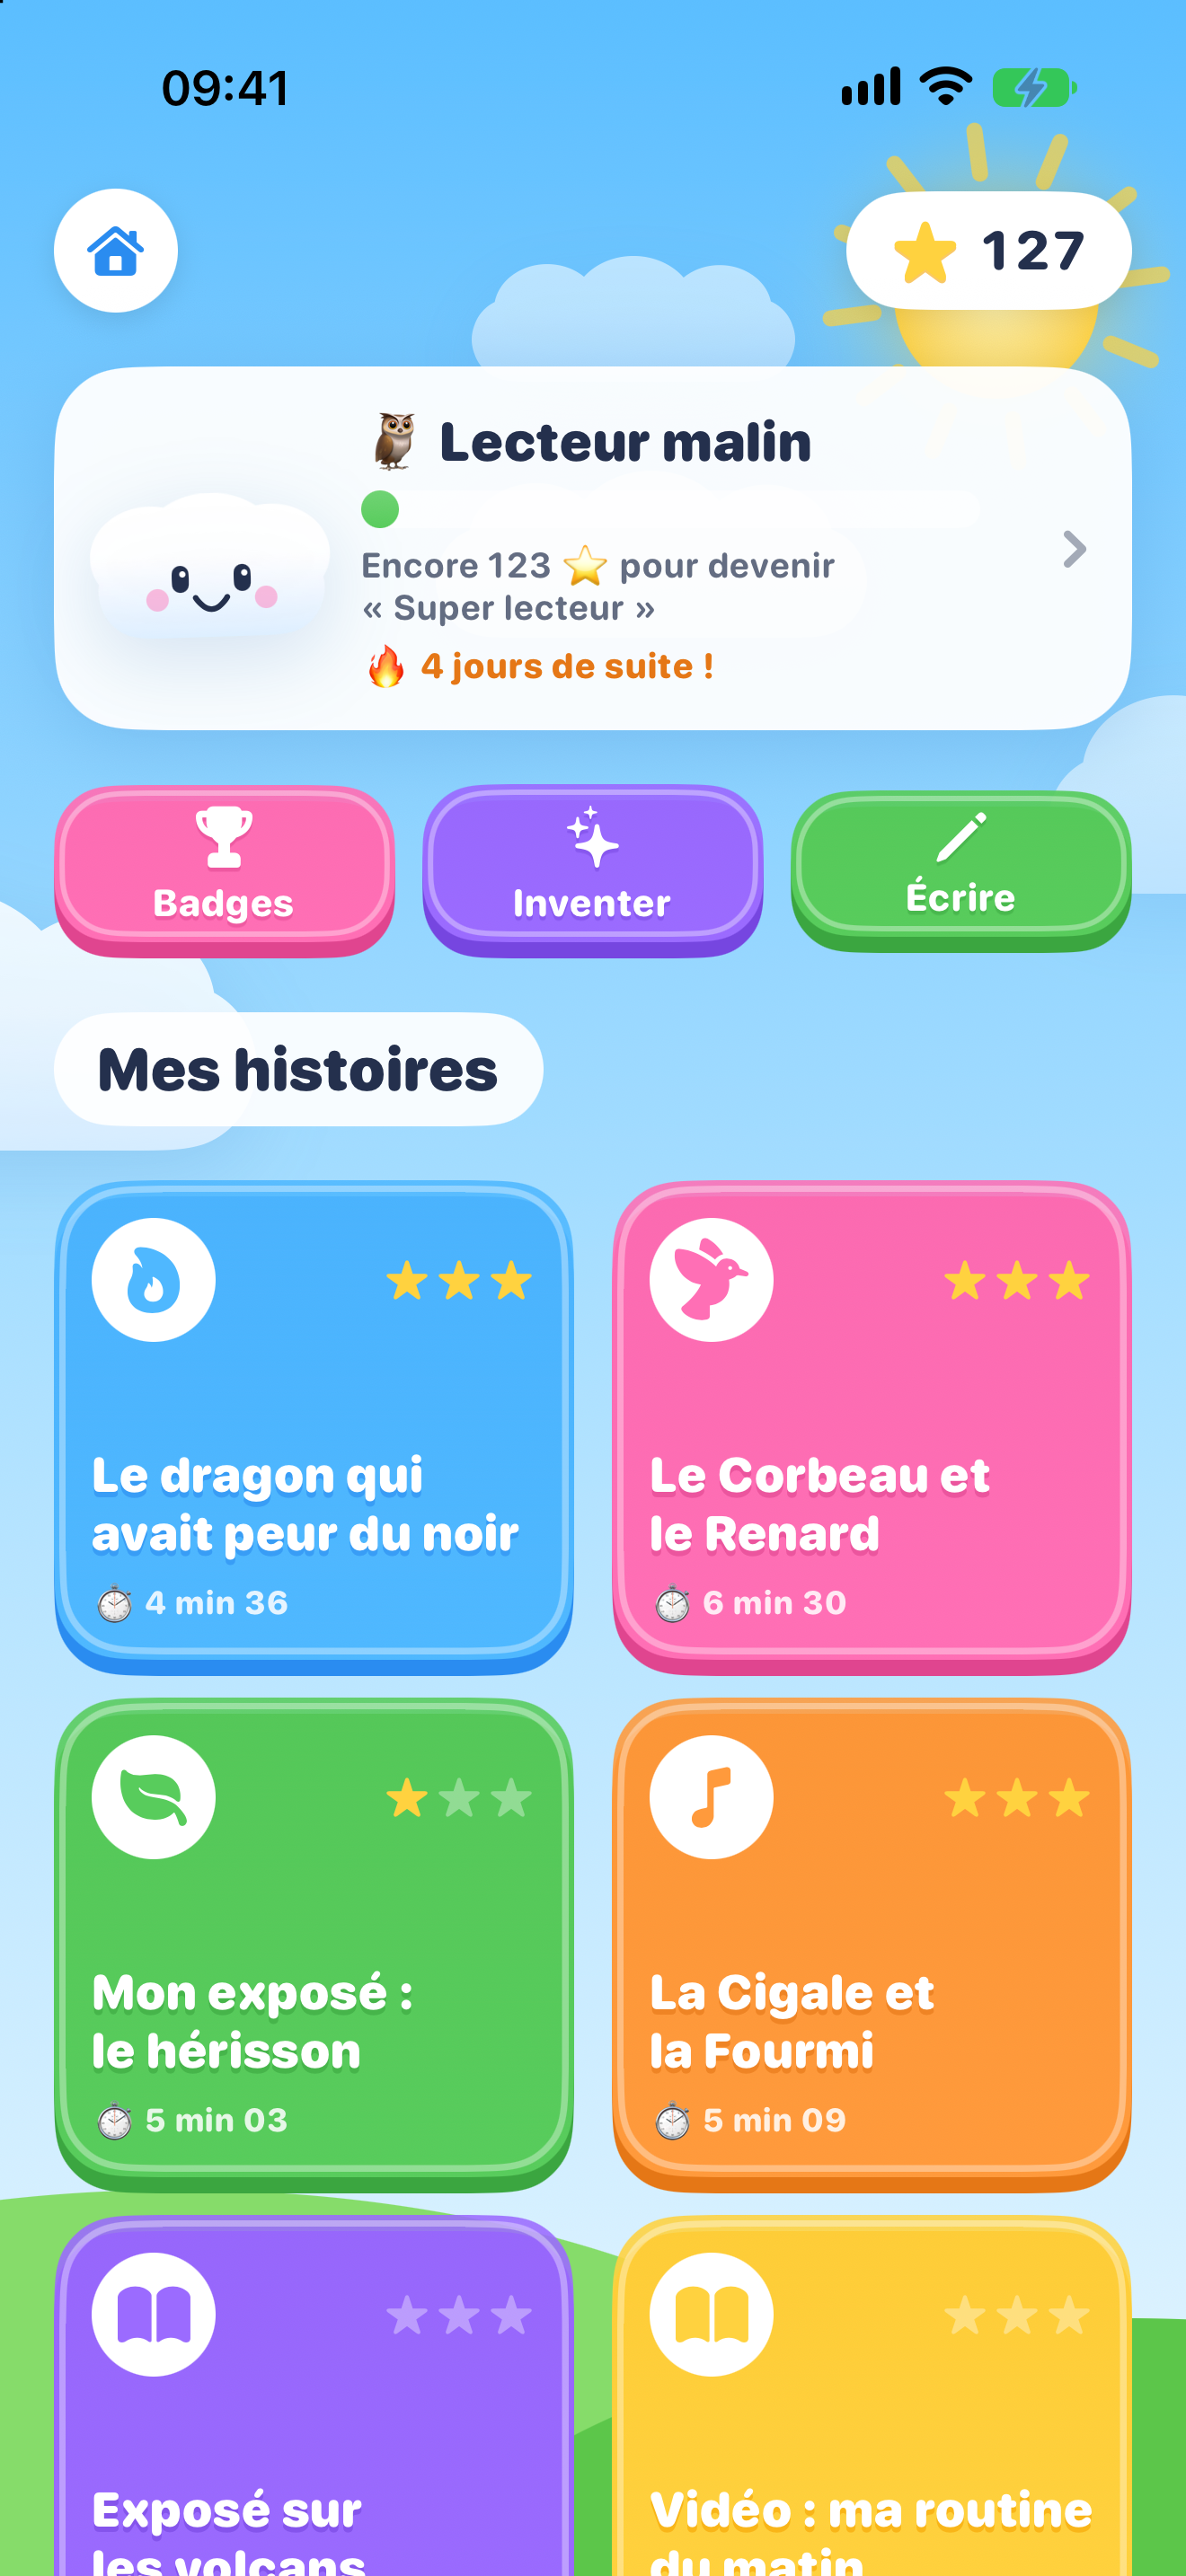 09:41
127
Lecteur malin
Encore 123 ⭐ pour devenir
« Super lecteur »
4 jours de suite !
Badges
Inventer
Écrire
Mes histoires
Le dragon qui
avait peur du noir
4 min 36
Le Corbeau et
le Renard
6 min 30
Mon exposé :
le hérisson
5 min 03
La Cigale et
la Fourmi
5 min 09
Exposé sur
les volcans
Vidéo : ma routine
du matin